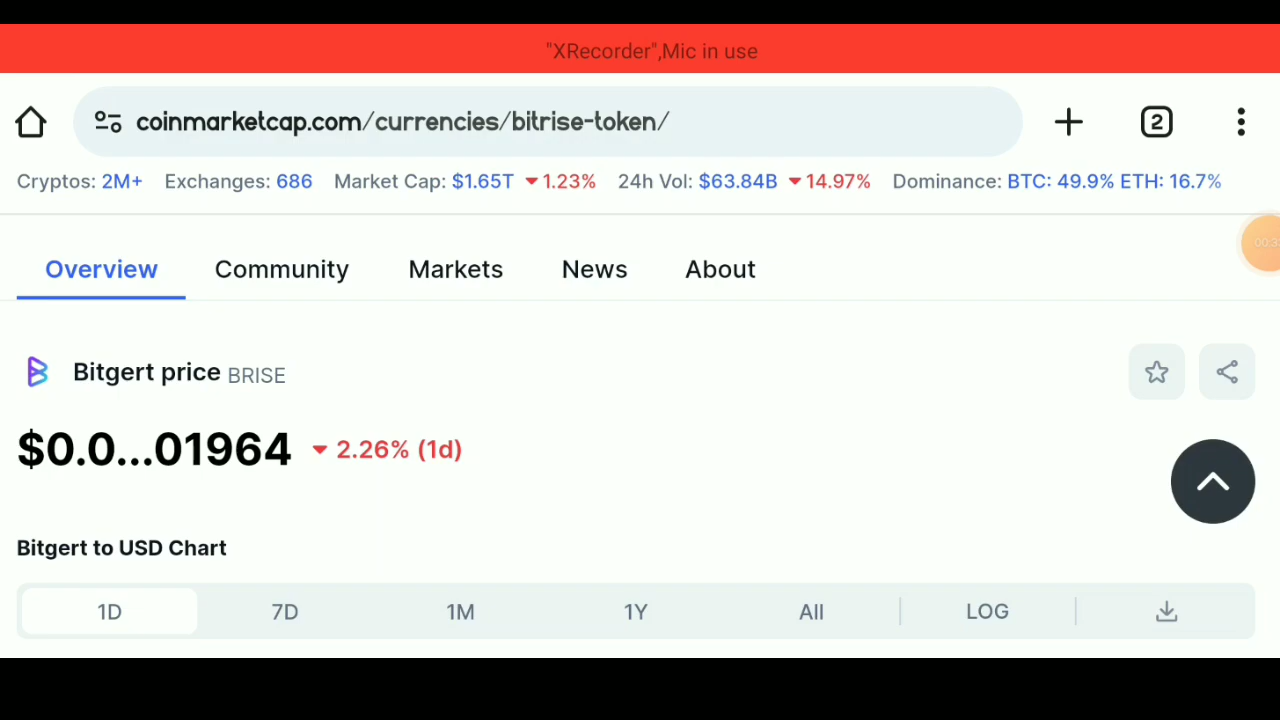 "XRecorder",Mic in use
coinmarketcap.com/currencies/bitrise-token/
2
Cryptos: 2M+ Exchanges: 686 Market Cap: $1.65T 1.23% 24h Vol: $63.84B 14.97% Dominance: BTC: 49.9% ETH: 16.7%
Overview Community Markets News About
Bitgert price BRISE
$0.0...01964 2.26% (1d)
Bitgert to USD Chart
1D 7D 1M 1Y All LOG